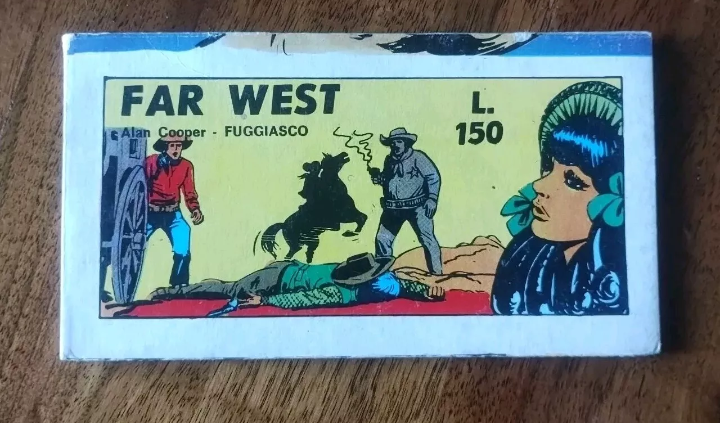 FAR WEST
L.
150
Alan Cooper - FUGGIASCO